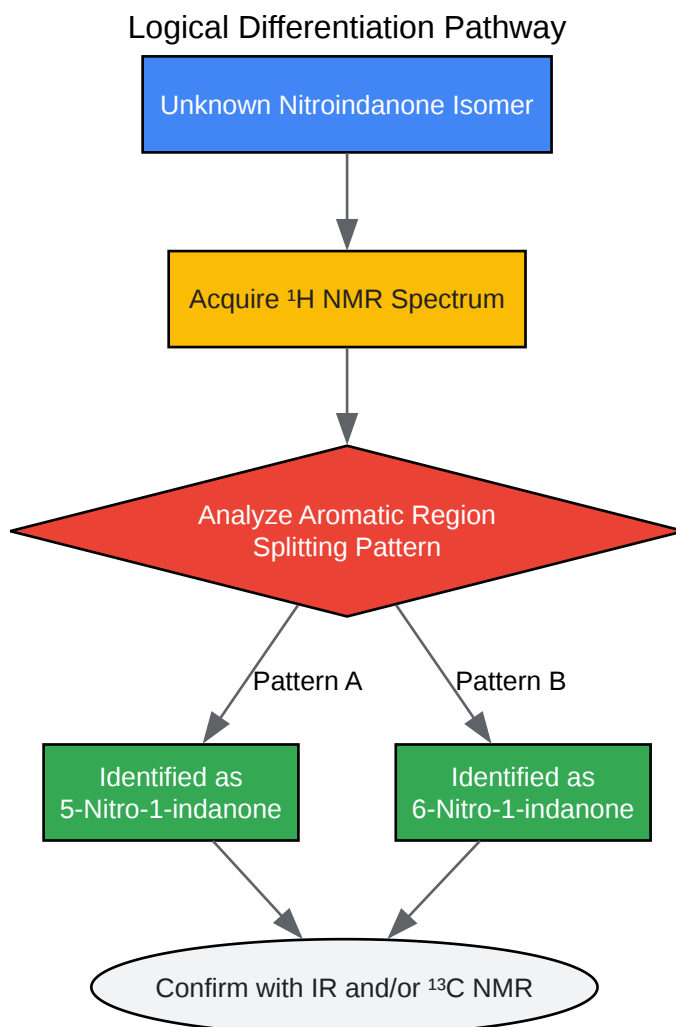 Logical Differentiation Pathway
Unknown Nitroindanone Isomer
Acquire ¹H NMR Spectrum
Analyze Aromatic Region
Splitting Pattern
Pattern A
Pattern B
Identified as
5-Nitro-1-indanone
Identified as
6-Nitro-1-indanone
Confirm with IR and/or ¹³C NMR